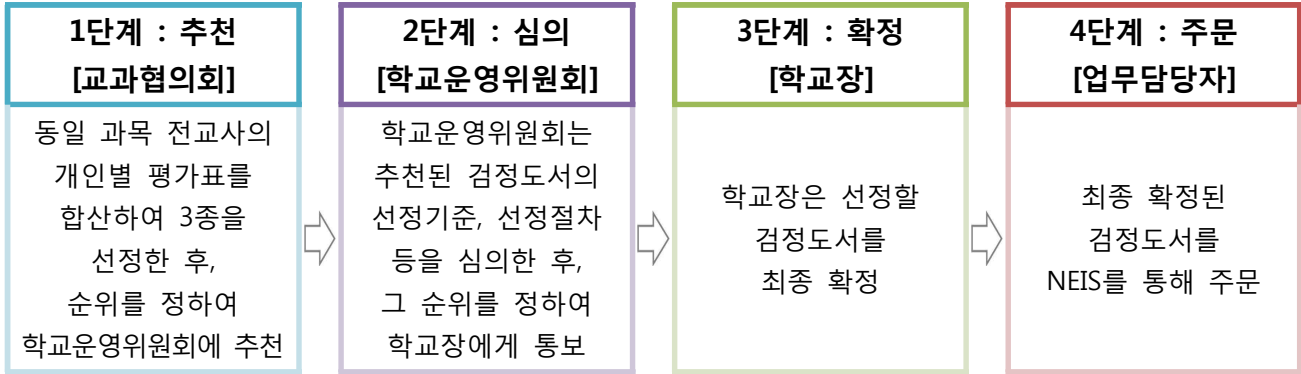 1단계 : 추천
[교과협의회]
동일 과목 전교사의
개인별 평가표를
합산하여 3종을
선정한 후,
순위를 정하여
학교운영위원회에 추천
2단계 : 심의
[학교운영위원회]
학교운영위원회는
추천된 검정도서의
선정기준, 선정절차
등을 심의한 후,
그 순위를 정하여
학교장에게 통보
3단계 : 확정
[학교장]
학교장은 선정할
검정도서를
최종 확정
4단계 : 주문
[업무담당자]
최종 확정된
검정도서를
NEIS를 통해 주문